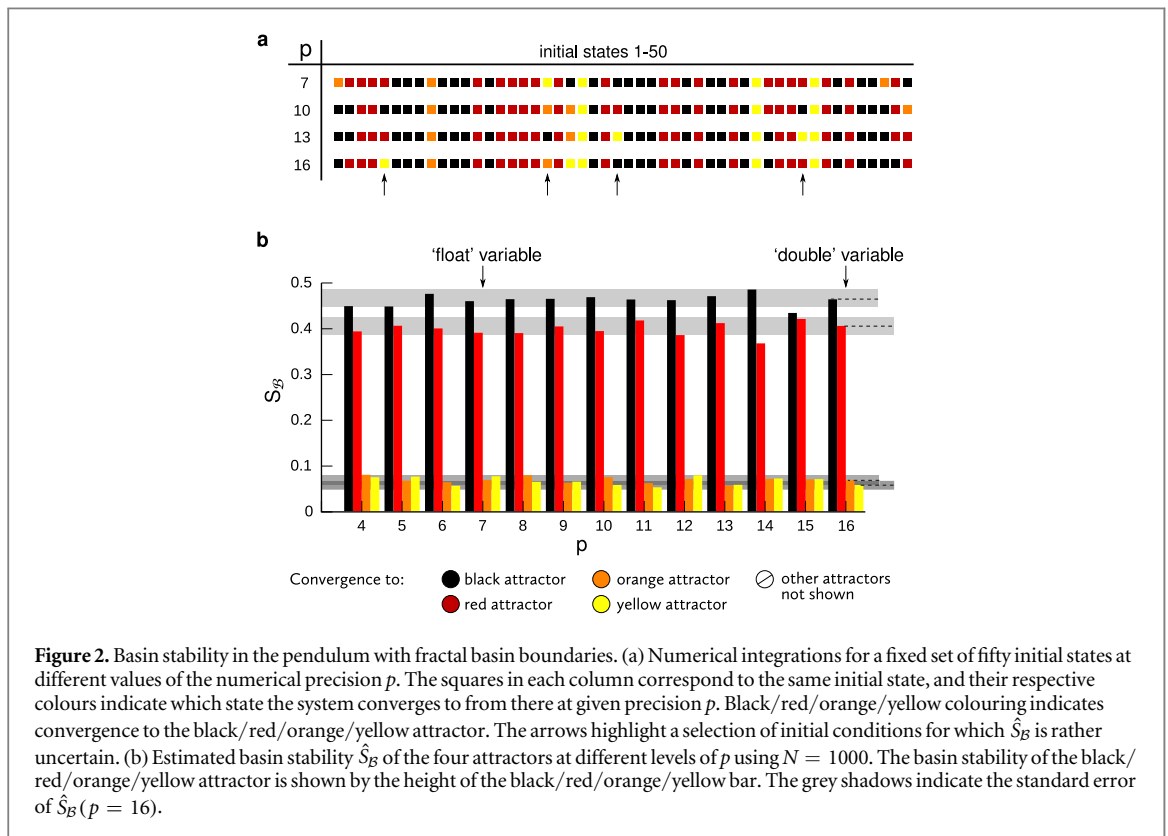 a
p initial states 1-50
7
10
13
16
b
'float' variable 'double' variable
0.5
0.4
0.3
0.2
0.1
0
S_ℬ
4 5 6 7 8 9 10 11 12 13 14 15 16
p
Convergence to: black attractor orange attractor other attractors
not shown
red attractor yellow attractor
Figure 2. Basin stability in the pendulum with fractal basin boundaries. (a) Numerical integrations for a fixed set of fifty initial states at
different values of the numerical precision p. The squares in each column correspond to the same initial state, and their respective
colours indicate which state the system converges to from there at given precision p. Black/red/orange/yellow colouring indicates
convergence to the black/red/orange/yellow attractor. The arrows highlight a selection of initial conditions for which Ŝ_ℬ is rather
uncertain. (b) Estimated basin stability Ŝ_ℬ of the four attractors at different levels of p using N = 1000. The basin stability of the black/
red/orange/yellow attractor is shown by the height of the black/red/orange/yellow bar. The grey shadows indicate the standard error
of Ŝ_ℬ(p = 16).